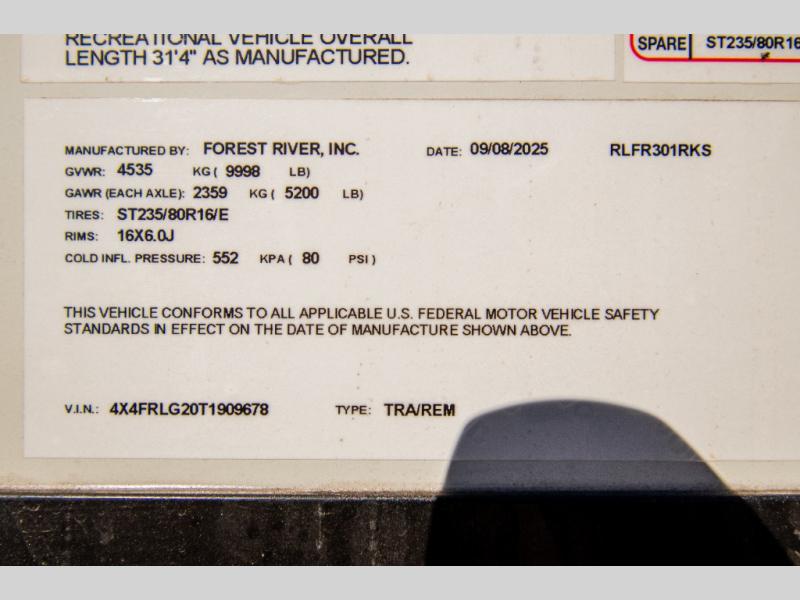 RECREATIONAL VEHICLE OVERALL
LENGTH 31'4" AS MANUFACTURED.
SPARE ST235/80R16
MANUFACTURED BY: FOREST RIVER, INC. DATE: 09/08/2025 RLFR301RKS
GVWR: 4535 KG ( 9998 LB)
GAWR (EACH AXLE): 2359 KG ( 5200 LB)
TIRES: ST235/80R16/E
RIMS: 16X6.0J
COLD INFL. PRESSURE: 552 KPA ( 80 PSI )
THIS VEHICLE CONFORMS TO ALL APPLICABLE U.S. FEDERAL MOTOR VEHICLE SAFETY
STANDARDS IN EFFECT ON THE DATE OF MANUFACTURE SHOWN ABOVE.
V.I.N.: 4X4FRLG20T1909678 TYPE: TRA/REM